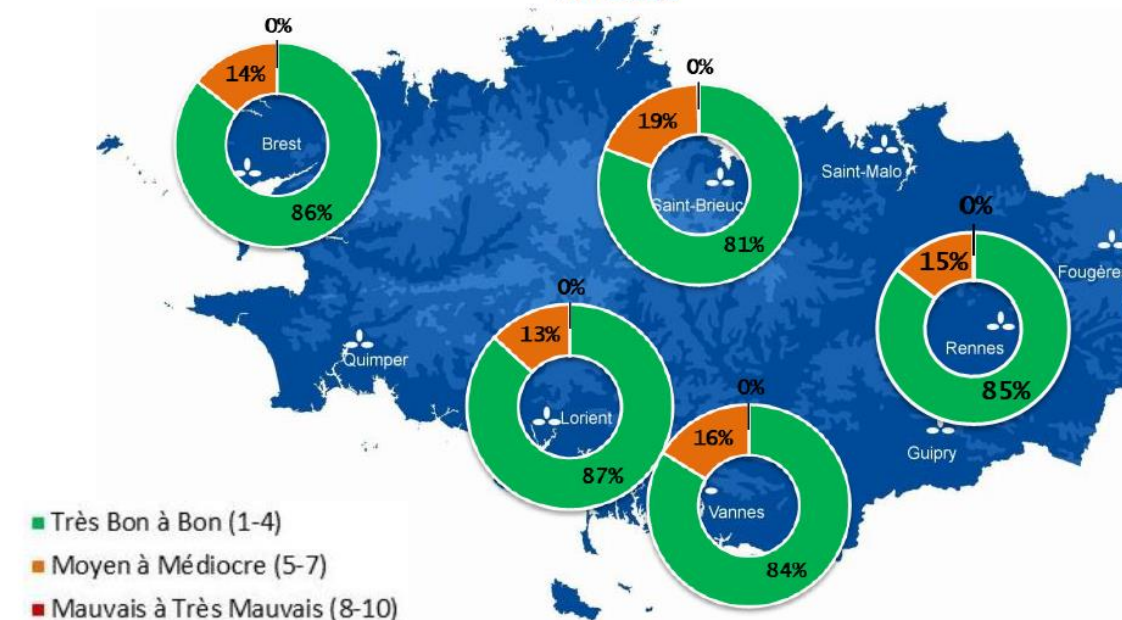 0%
14%
Brest
86%
0%
19%
Saint-Brieuc
81%
Saint-Malo
0%
15%
Fougère
Rennes
85%
Quimper
0%
13%
Lorient
87%
0%
16%
Vannes
84%
Guipry
Très Bon à Bon (1-4)
Moyen à Médiocre (5-7)
Mauvais à Très Mauvais (8-10)